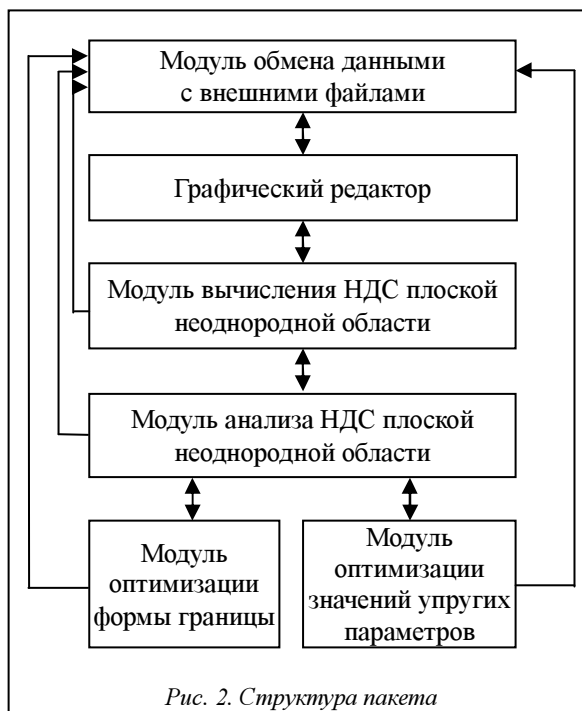 Модуль обмена данными
с внешними файлами
Графический редактор
Модуль вычисления НДС плоской
неоднородной области
Модуль анализа НДС плоской
неоднородной области
Модуль
оптимизации
формы границы
Модуль
оптимизации
значений упругих
параметров
Рис. 2. Структура пакета